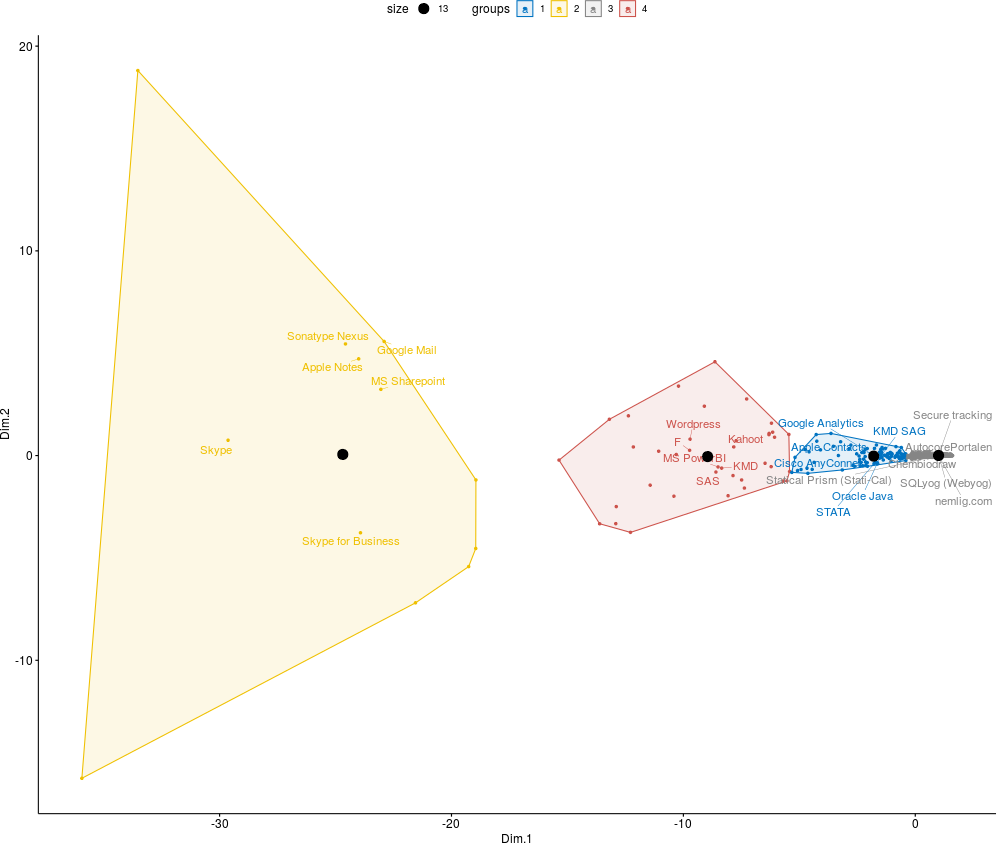 size 13 groups a 1 a 2 a 3 a 4
20
10
0
-10
Dim.2
Sonatype Nexus
Google Mail
Apple Notes
MS Sharepoint
Skype
Skype for Business
Wordpress
F
Kahoot
MS PowerBI
KMD
SAS
Google Analytics
KMD SAG
Secure tracking
Apple Contacts
AutocorePortalen
Cisco AnyConnect
Chembiodraw
Statical Prism (Stati-Cal)
SQLyog (Webyog)
Oracle Java
nemlig.com
STATA
-30
-20
-10
0
Dim.1